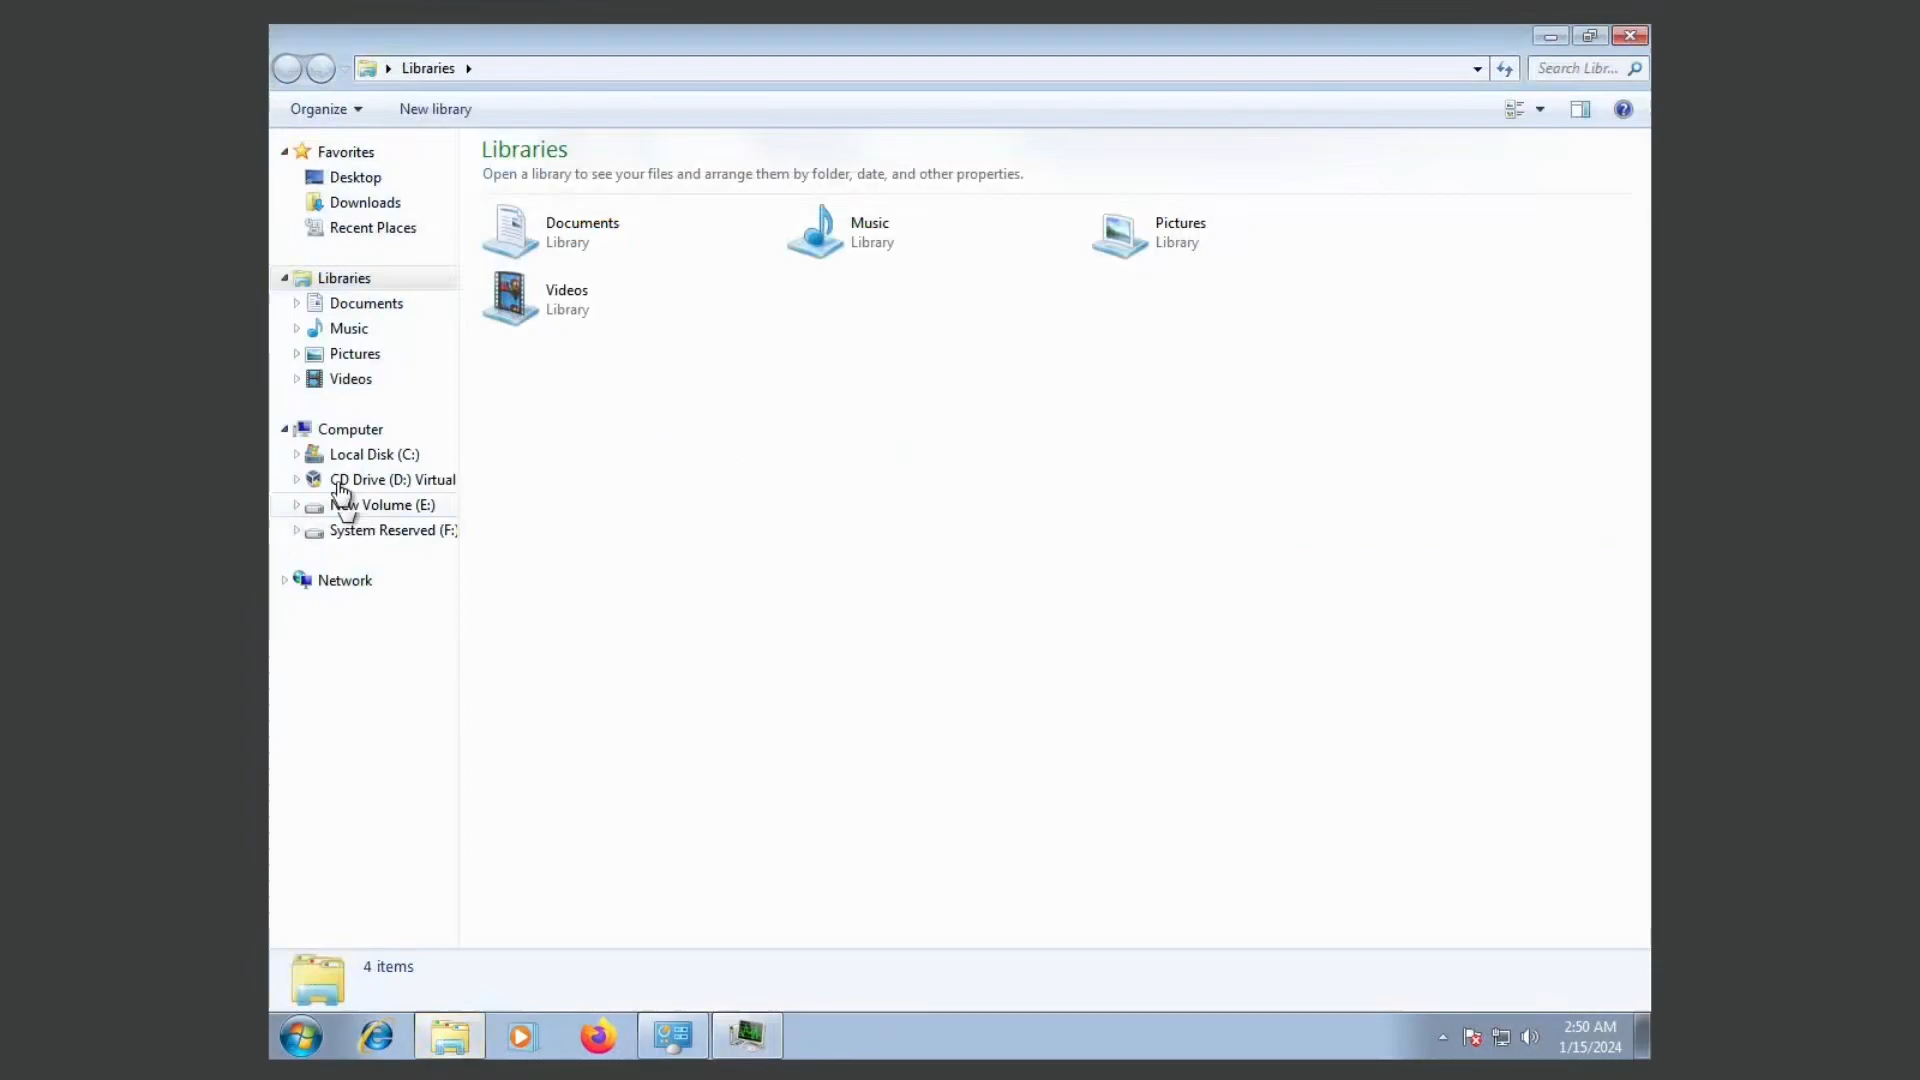 Libraries
Search Libr...
Organize
New library
Favorites
Desktop
Downloads
Recent Places
Libraries
Documents
Music
Pictures
Videos
Computer
Local Disk (C:)
CD Drive (D:) Virtual
New Volume (E:)
System Reserved (F:)
Network
Libraries
Open a library to see your files and arrange them by folder, date, and other properties.
Documents
Library
Music
Library
Pictures
Library
Videos
Library
4 items
2:50 AM
1/15/2024